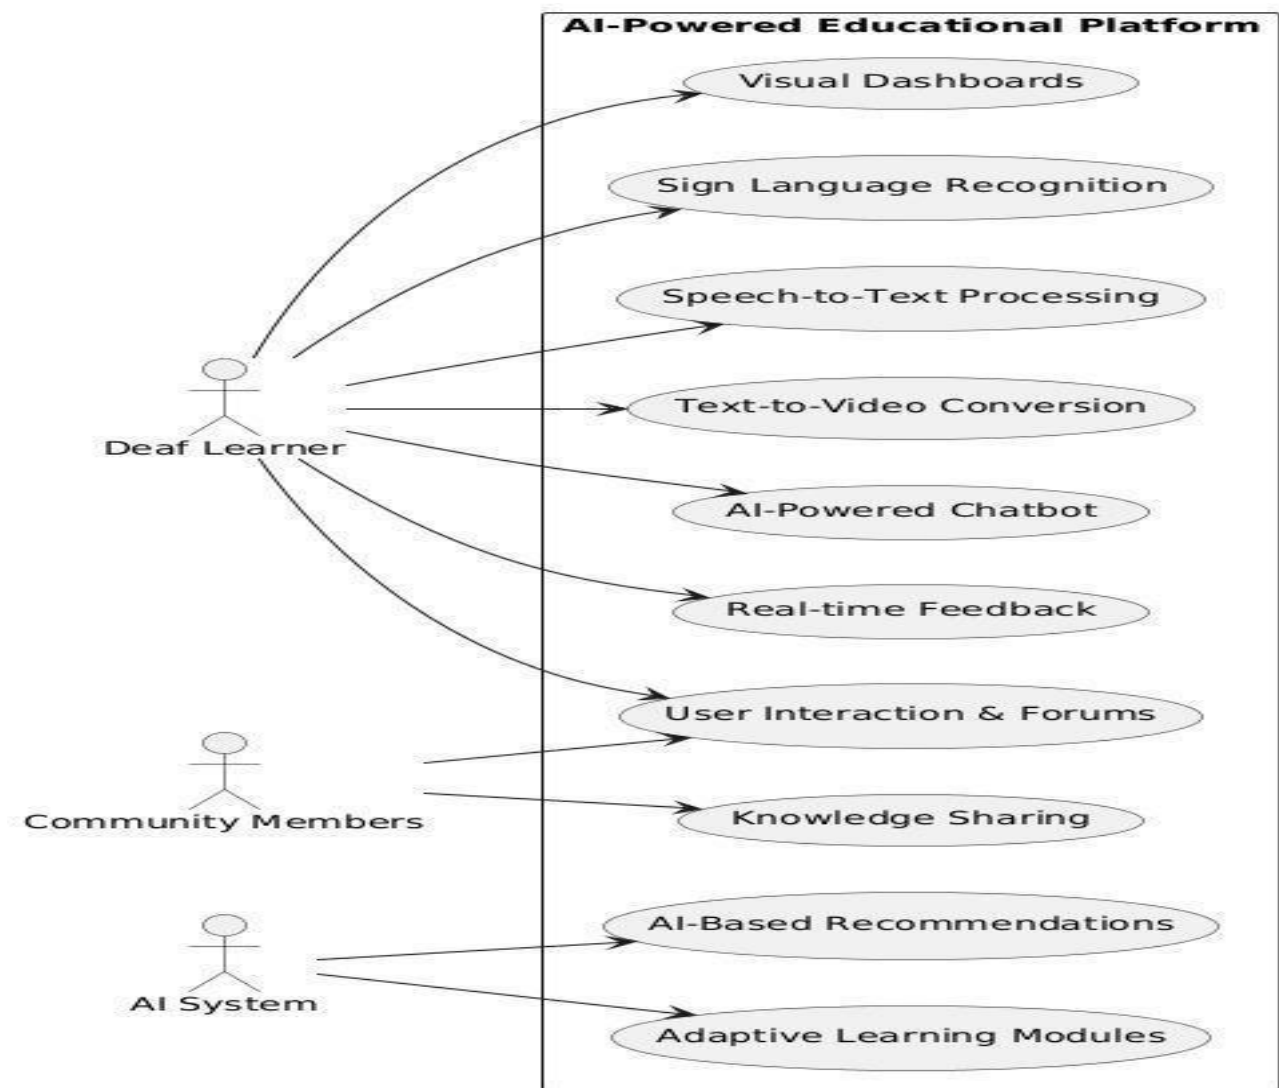 AI-Powered Educational Platform
Visual Dashboards
Sign Language Recognition
Speech-to-Text Processing
Text-to-Video Conversion
Deaf Learner
AI-Powered Chatbot
Real-time Feedback
User Interaction & Forums
Community Members
Knowledge Sharing
AI-Based Recommendations
AI System
Adaptive Learning Modules